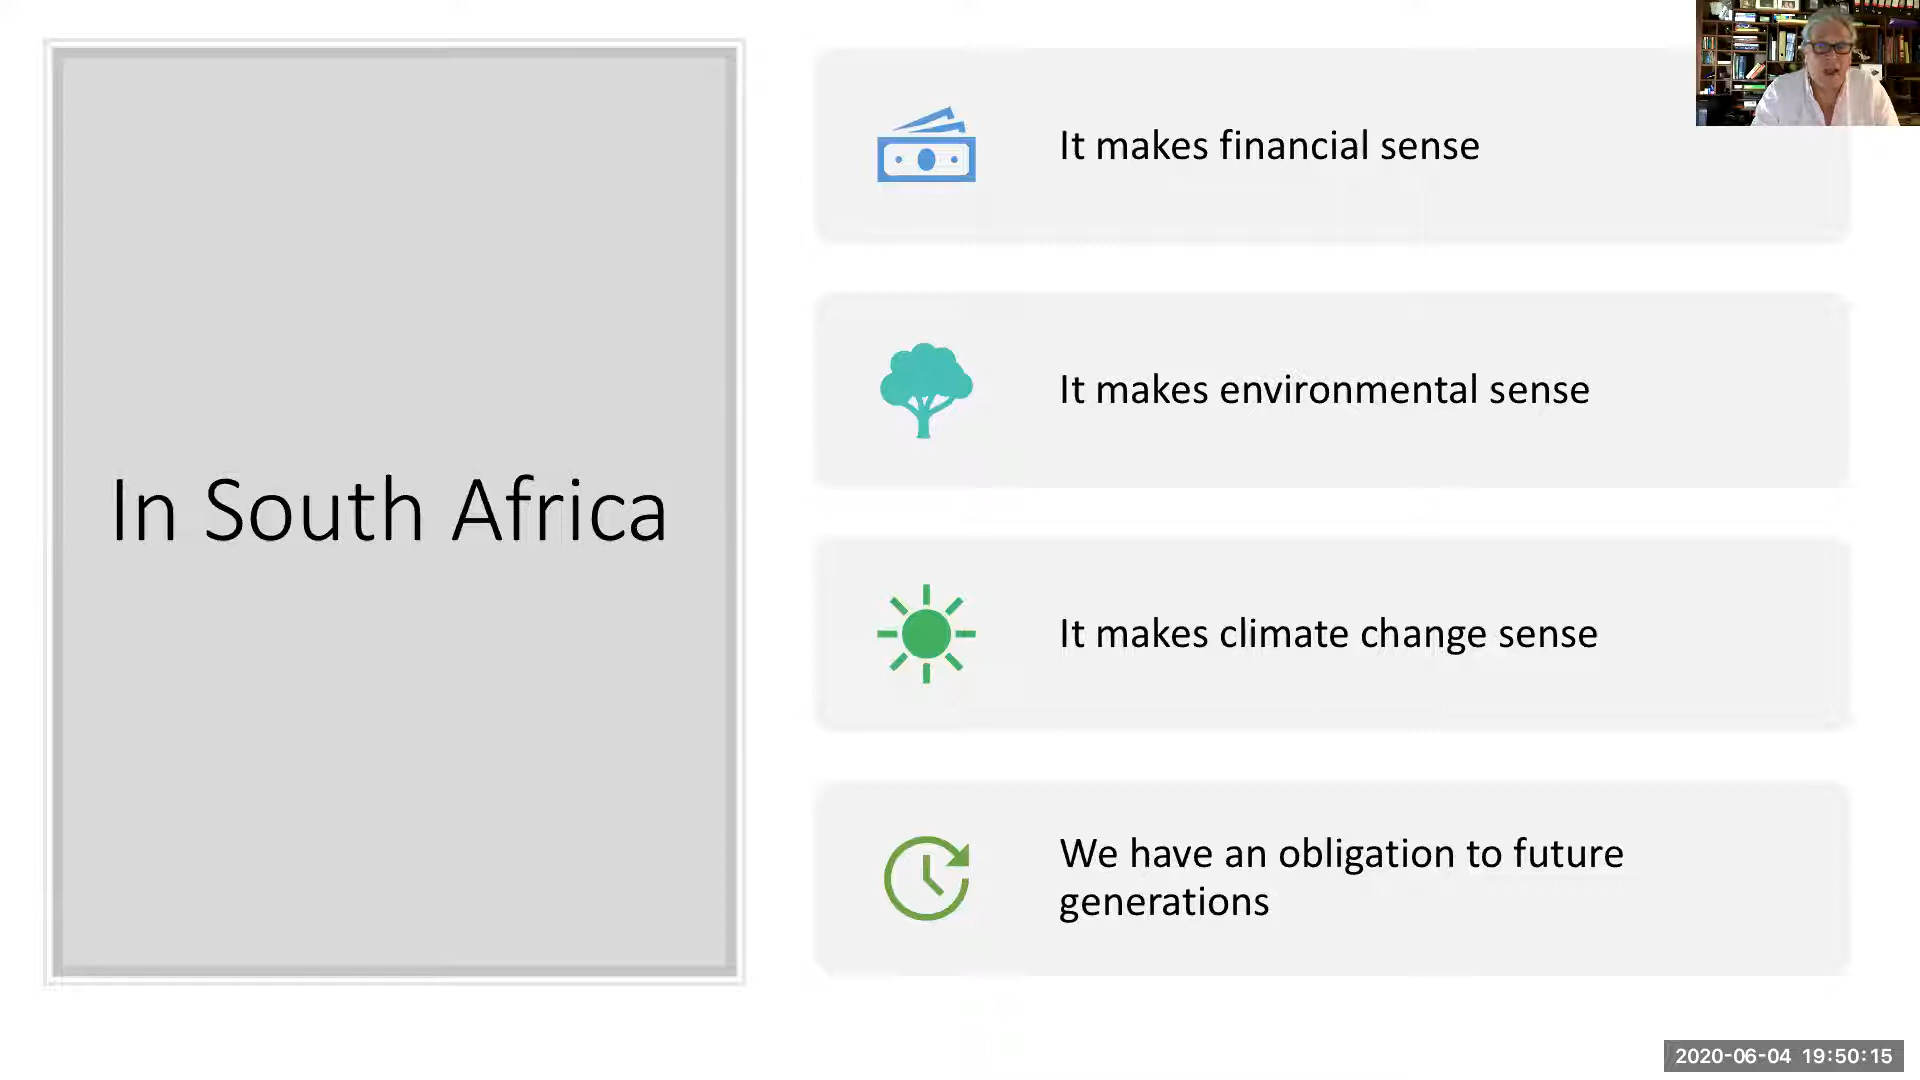 In South Africa
It makes financial sense
It makes environmental sense
It makes climate change sense
We have an obligation to future
generations
2020-06-04 19:50:15